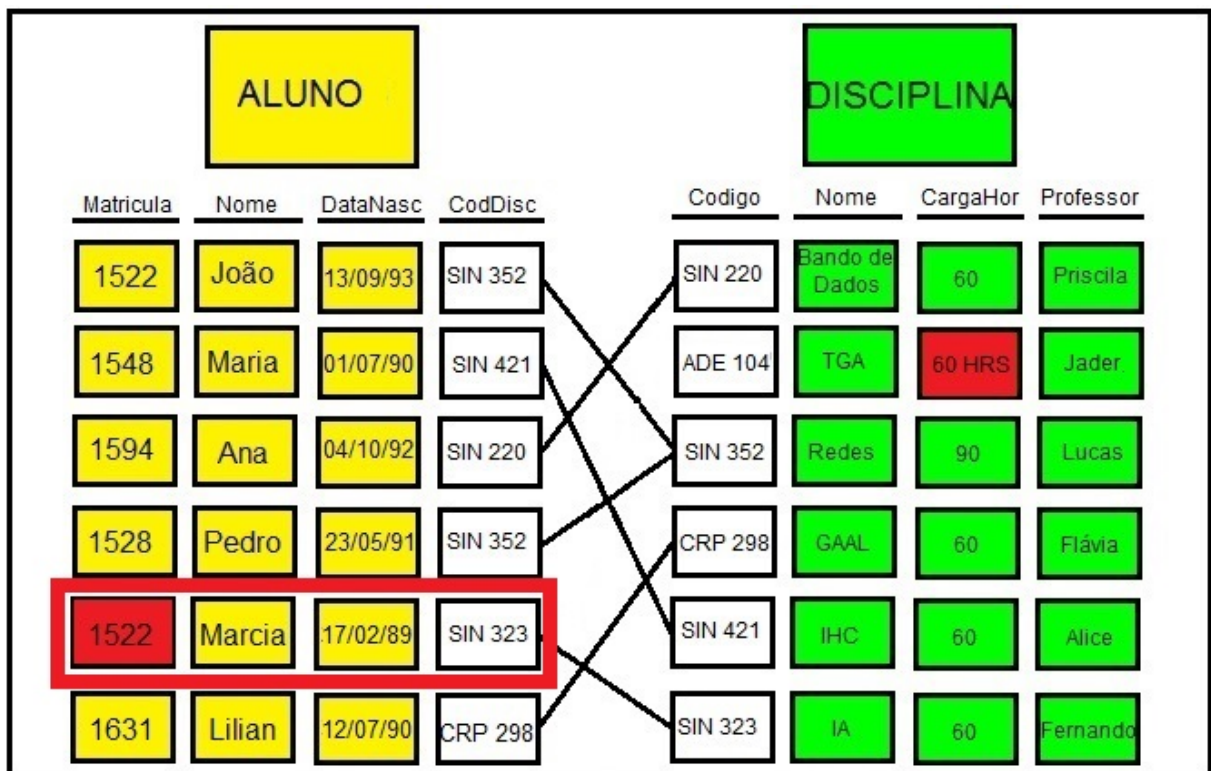 ALUNO DISCIPLINA
Matricula Nome DataNasc CodDisc Codigo Nome CargaHor Professor
1522 João 13/09/93 SIN 352 SIN 220 Bando de Dados 60 Priscila
1548 Maria 01/07/90 SIN 421 ADE 104 TGA 60 HRS Jader
1594 Ana 04/10/92 SIN 220 SIN 352 Redes 90 Lucas
1528 Pedro 23/05/91 SIN 352 CRP 298 GAAL 60 Flávia
1522 Marcia 17/02/89 SIN 323 SIN 421 IHC 60 Alice
1631 Lilian 12/07/90 CRP 298 SIN 323 IA 60 Fernando